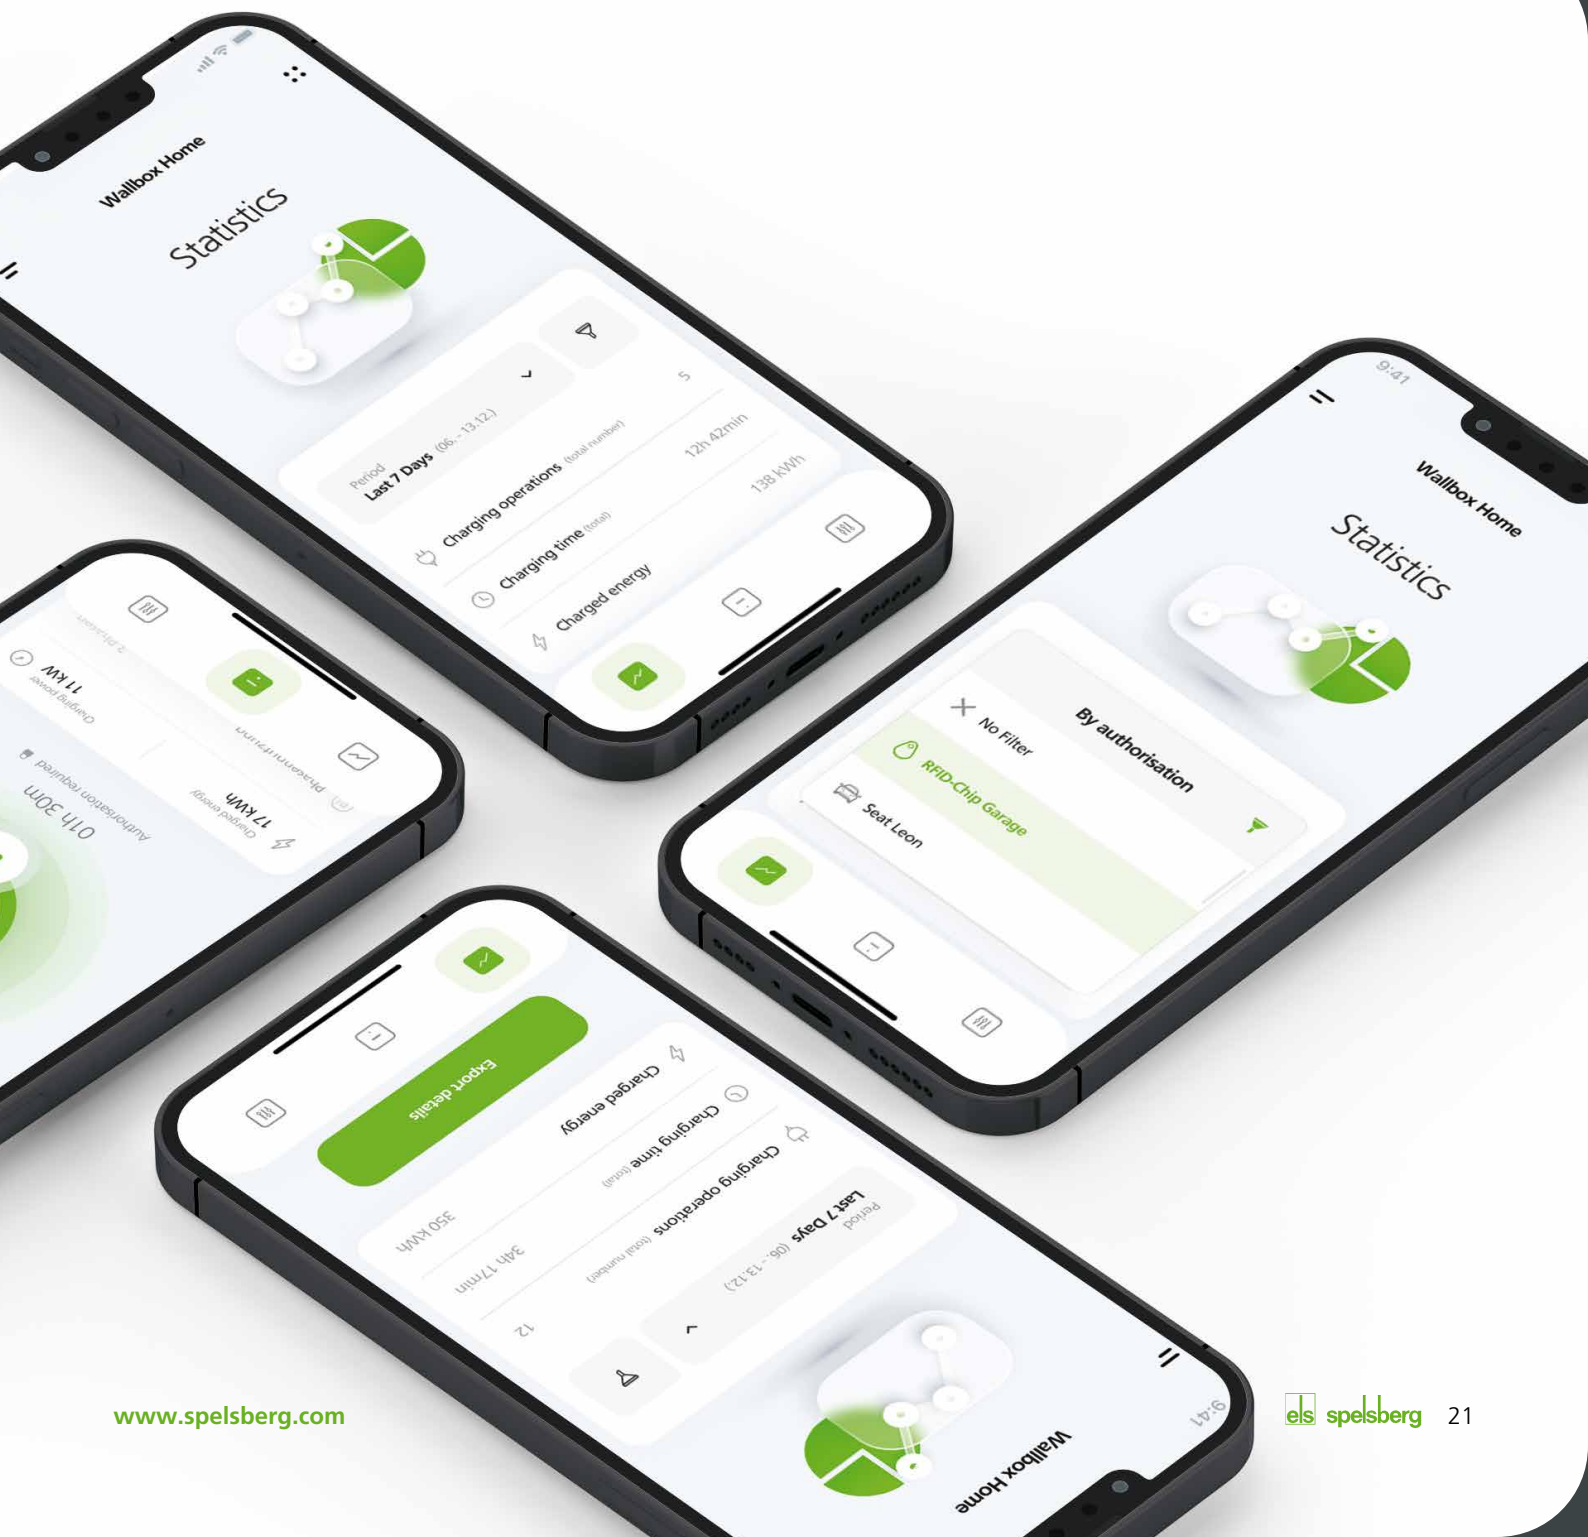 Wallbox Home
Statistics
Period
Last 7 Days (06. - 13.12.)
Charging operations (total number)
5
Charging time (total)
12h 42min
Charged energy
138 kWh
9:41
Wallbox Home
Statistics
By authorisation
No Filter
RFID-Chip Garage
Seat Leon
01h 30m
Authorisation required
Charged energy
17 kWh
Charging power
11 kW
9:41
Wallbox Home
Period
Last 7 Days (06. - 13.12.)
Charging operations (total number)
12
Charging time (total)
34h 17min
Charged energy
350 kWh
Export details
www.spelsberg.com
els spelsberg 21